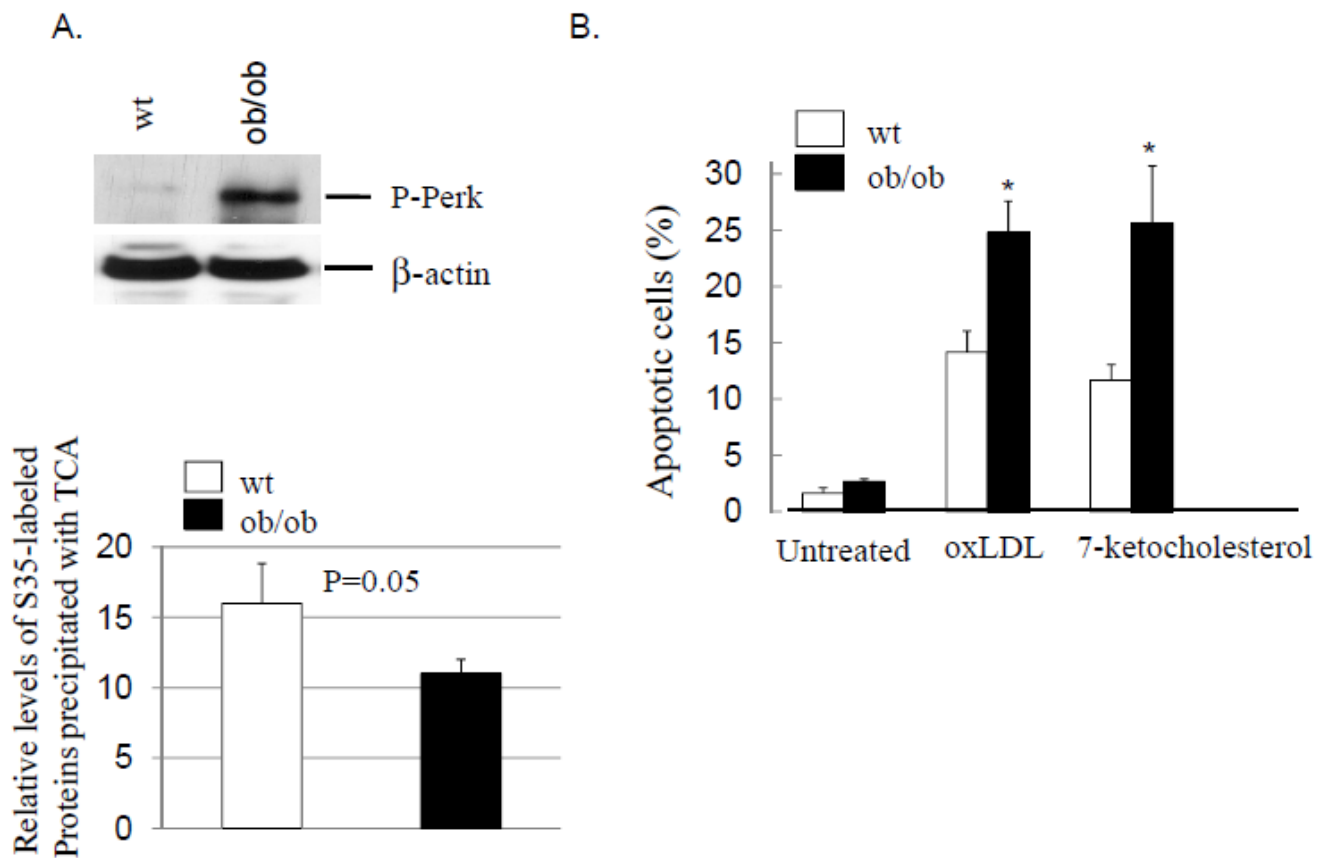 A.
wt
ob/ob
P-Perk
β-actin
Relative levels of S35-labeled
Proteins precipitated with TCA
wt
ob/ob
20
15
10
5
0
P=0.05
B.
wt
ob/ob
Apoptotic cells (%)
30
25
20
15
10
5
0
*
*
Untreated
oxLDL
7-ketocholesterol